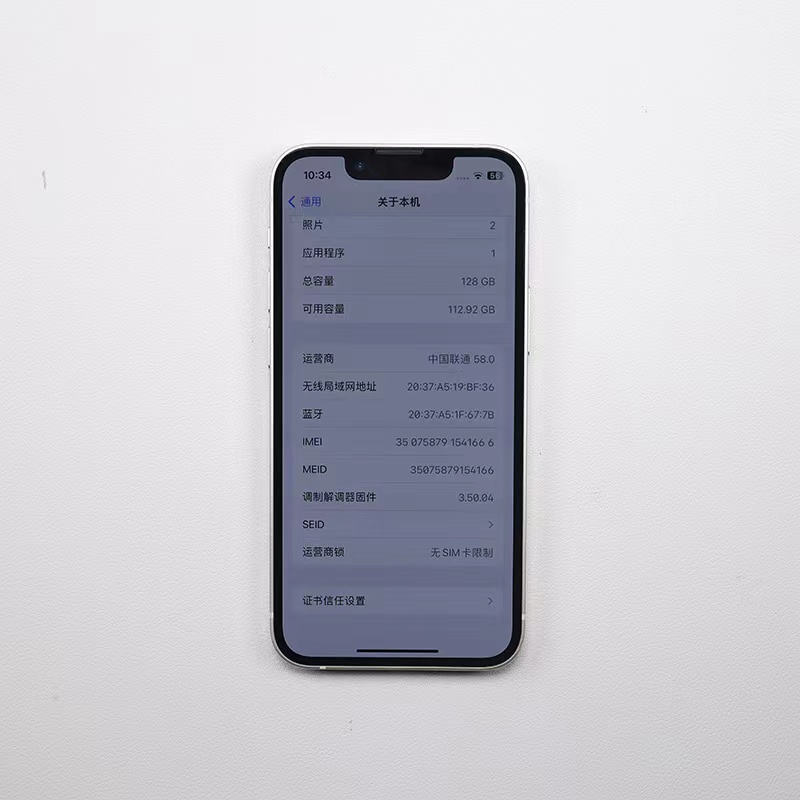 10:34
56
通用
关于本机
照片 2
应用程序 1
总容量 128 GB
可用容量 112.92 GB
运营商 中国联通 58.0
无线局域网地址 20:37:A5:19:BF:36
蓝牙 20:37:A5:1F:67:7B
IMEI 35 075879 154166 6
MEID 35075879154166
调制解调器固件 3.50.04
SEID
运营商锁 无 SIM 卡限制
证书信任设置